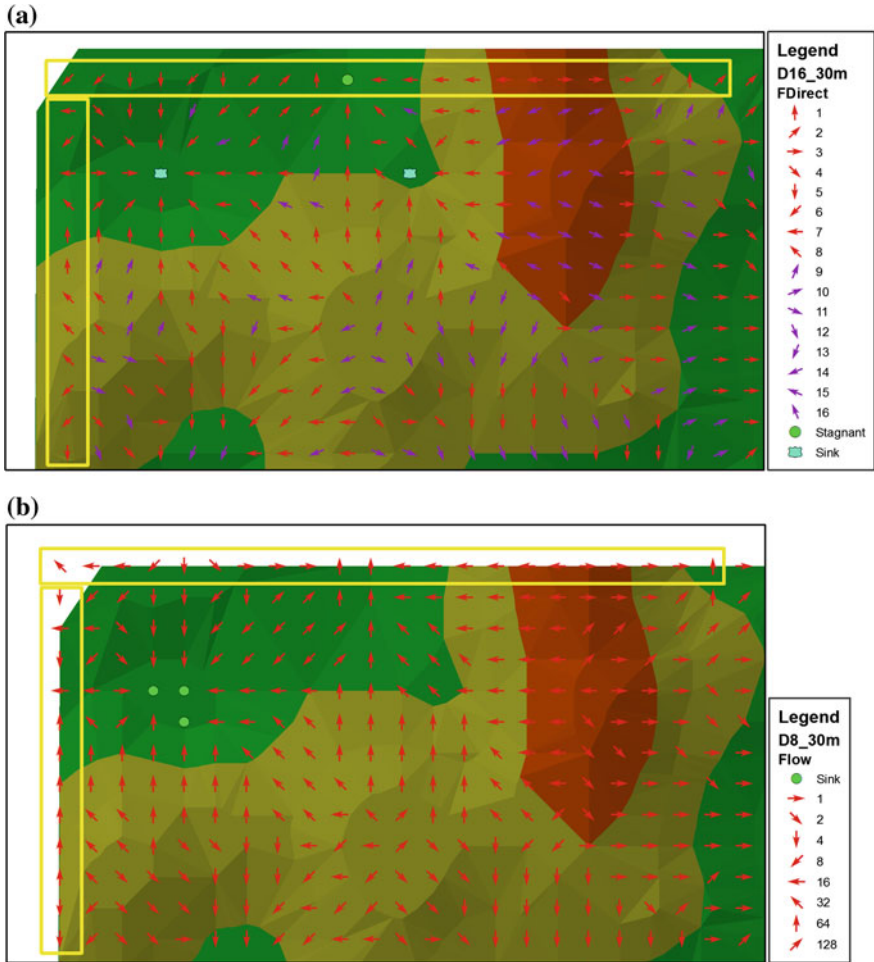 (a)
Legend
D16_30m
FDirect
1
2
3
4
5
6
7
8
9
10
11
12
13
14
15
16
Stagnant
Sink
(b)
Legend
D8_30m
Flow
Sink
1
2
4
8
16
32
64
128